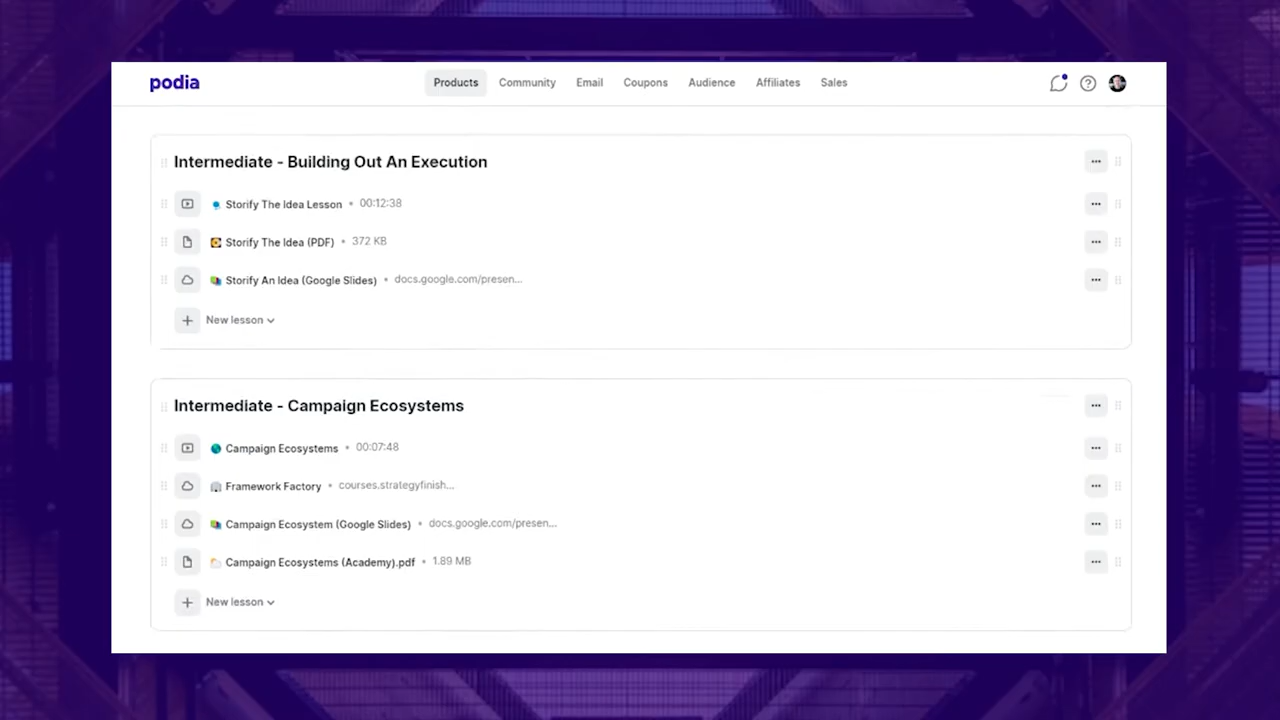 podia
Products Community Email Coupons Audience Affiliates Sales
Intermediate - Building Out An Execution
Storify The Idea Lesson • 00:12:38
Storify The Idea (PDF) • 372 KB
Storify An Idea (Google Slides) • docs.google.com/presen...
New lesson
Intermediate - Campaign Ecosystems
Campaign Ecosystems • 00:07:48
Framework Factory • courses.strategyfinish...
Campaign Ecosystem (Google Slides) • docs.google.com/presen...
Campaign Ecosystems (Academy).pdf • 1.89 MB
New lesson